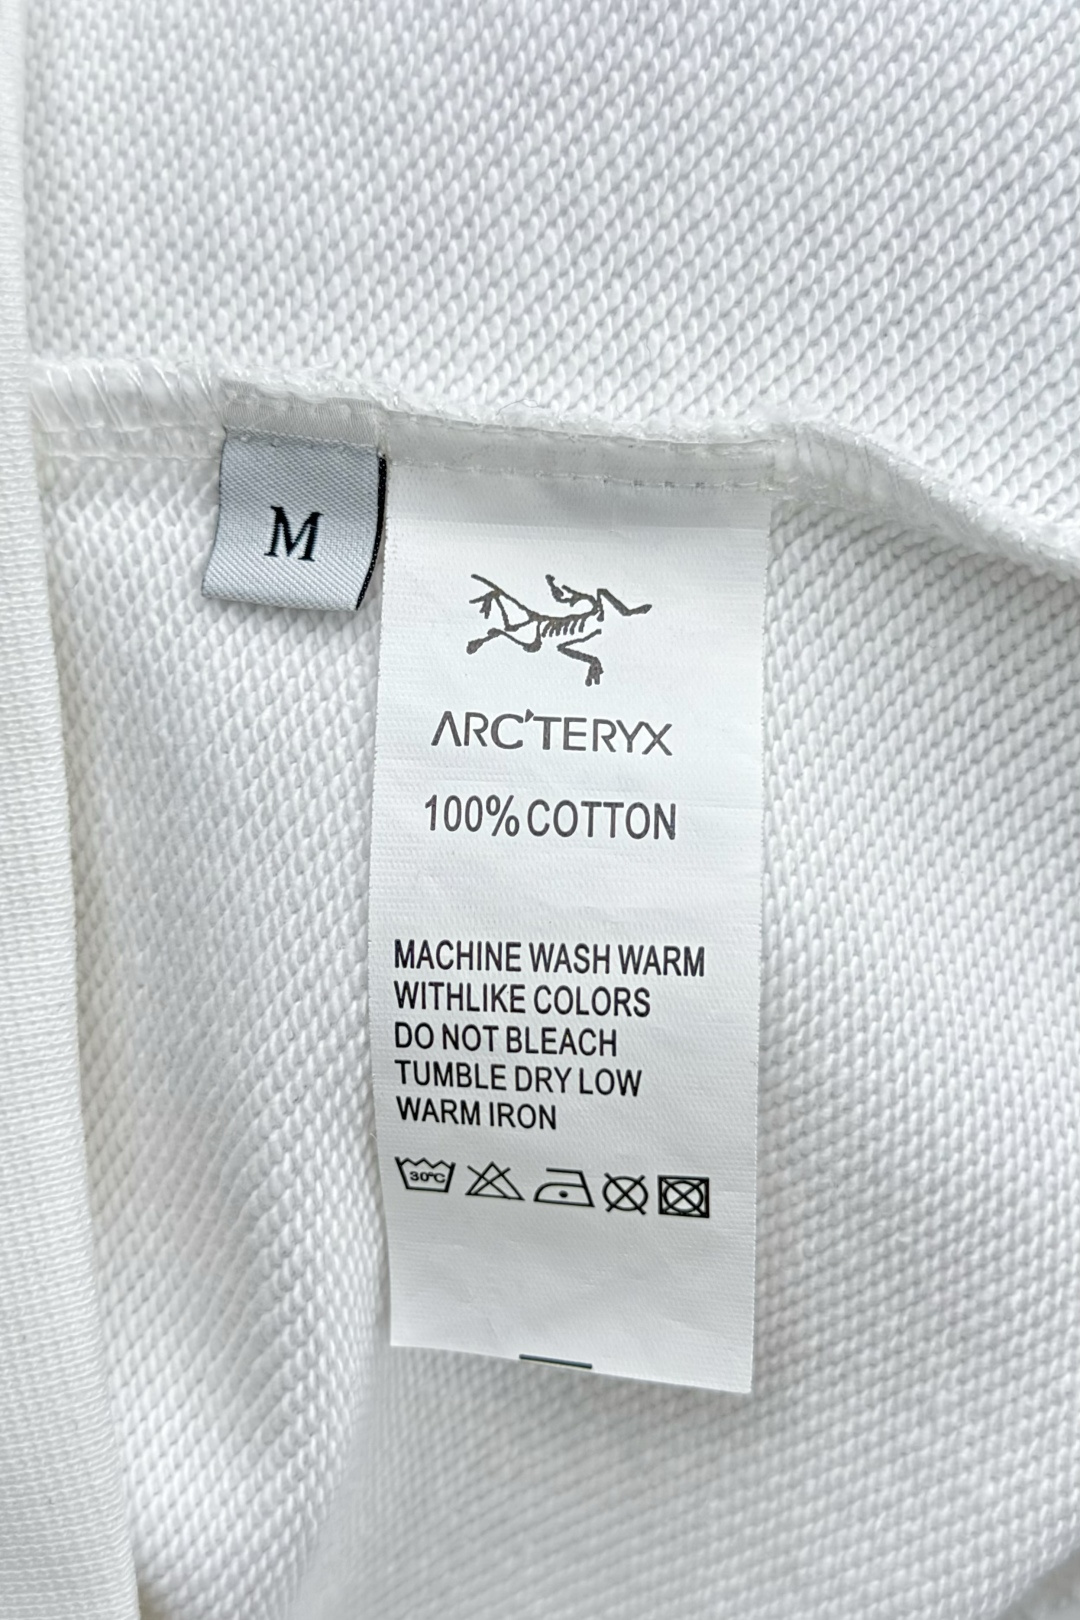 M
ARC'TERYX
100% COTTON
MACHINE WASH WARM
WITHLIKE COLORS
DO NOT BLEACH
TUMBLE DRY LOW
WARM IRON
30°C